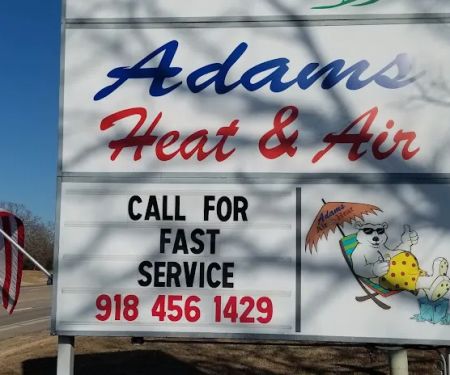 Adams
Heat & Air
CALL FOR
FAST
SERVICE
918 456 1429
Adams